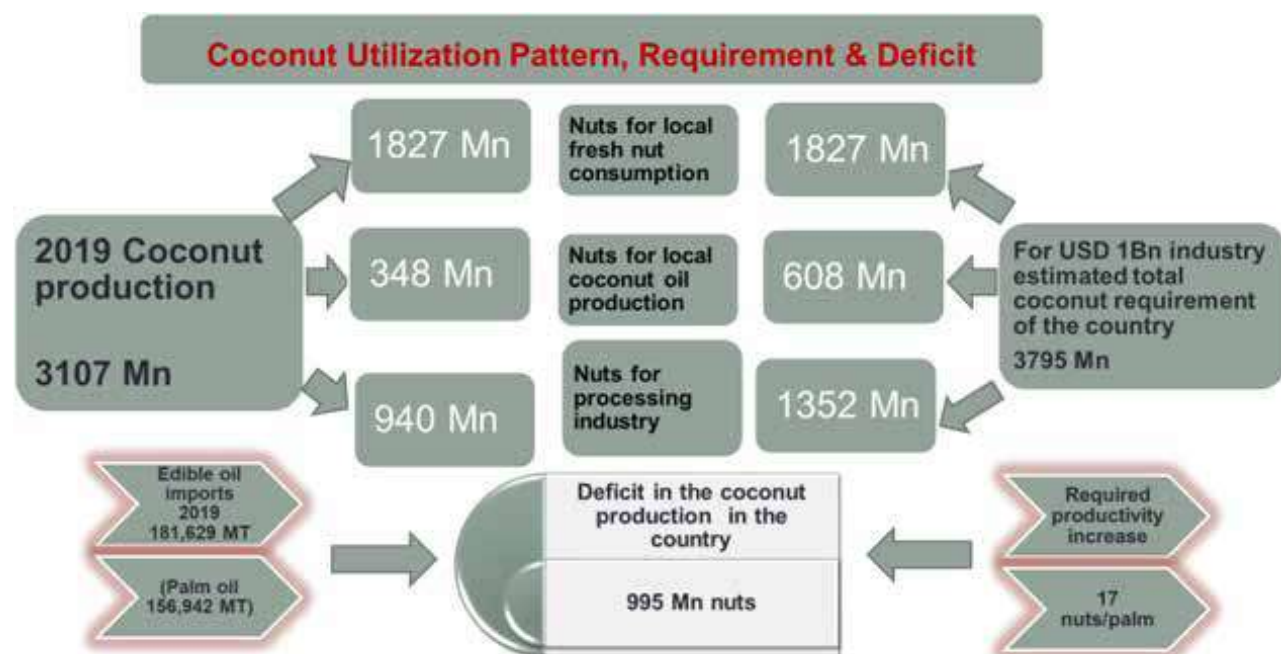 Coconut Utilization Pattern, Requirement & Deficit
2019 Coconut
production
3107 Mn
1827 Mn
348 Mn
940 Mn
Nuts for local
fresh nut
consumption
Nuts for local
coconut oil
production
Nuts for
processing
industry
1827 Mn
608 Mn
1352 Mn
For USD 1Bn industry
estimated total
coconut requirement
of the country
3795 Mn
Edible oil
imports
2019
181,629 MT
(Palm oil
156,942 MT)
Deficit in the coconut
production in the
country
995 Mn nuts
Required
productivity
increase
17
nuts/palm